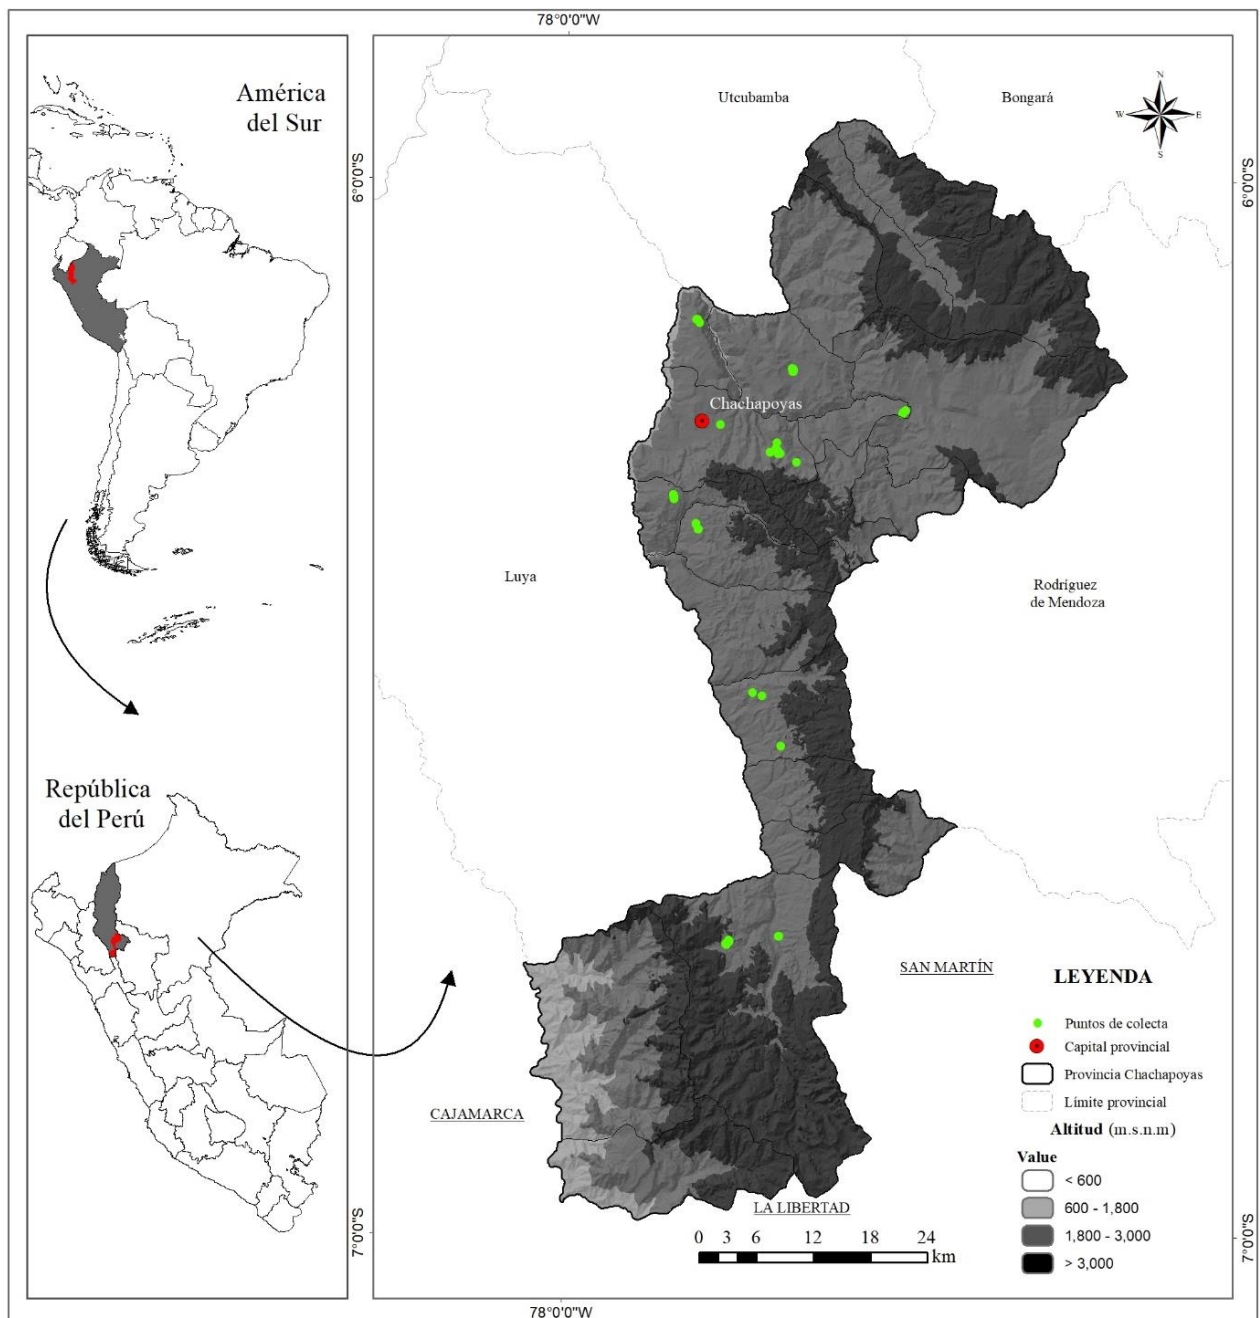 78°0'0"W
América
del Sur
Utcubamba
Bongará
N
W
E
S
6°0'0"S
6°0'0"S
Chachapoyas
Luya
Rodríguez
de Mendoza
República
del Perú
SAN MARTÍN
CAJAMARCA
LA LIBERTAD
LEYENDA
Puntos de colecta
Capital provincial
Provincia Chachapoyas
Límite provincial
Altitud (m.s.n.m)
Value
< 600
600 - 1,800
1,800 - 3,000
> 3,000
0 3 6 12 18 24
km
7°0'0"S
7°0'0"S
78°0'0"W